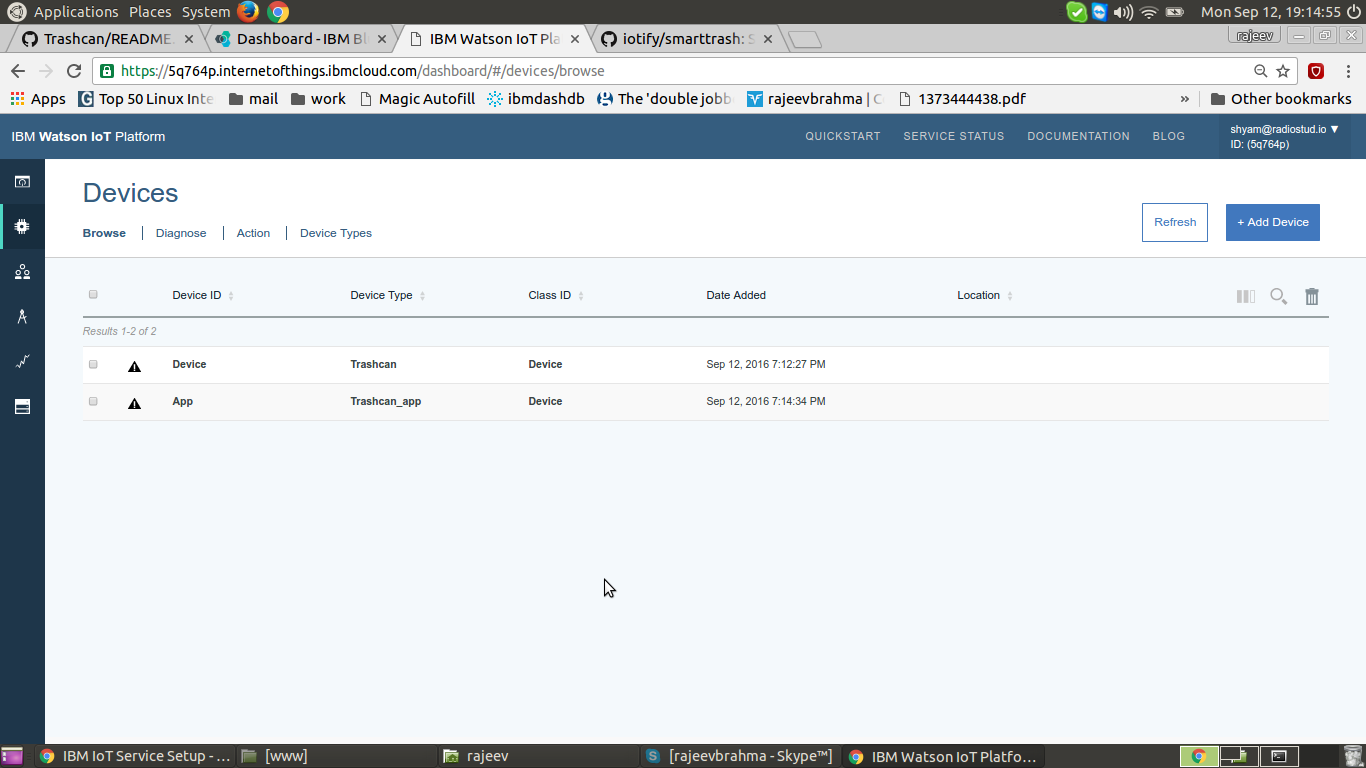 Applications Places System Mon Sep 12, 19:14:55
Trashcan/README. Dashboard - IBM Bl IBM Watson IoT Pla iotify/smarttrash: S rajeev
https://5q764p.internetofthings.ibmcloud.com/dashboard/#/devices/browse
Apps Top 50 Linux Inte mail work Magic Autofill ibmdashdb The 'double jobb rajeevbrahma | C 1373444438.pdf » Other bookmarks
IBM Watson IoT Platform QUICKSTART SERVICE STATUS DOCUMENTATION BLOG shyam@radiostud.io
ID: (5q764p)
Devices
Browse Diagnose Action Device Types Refresh + Add Device
Device ID Device Type Class ID Date Added Location
Results 1-2 of 2
Device Trashcan Device Sep 12, 2016 7:12:27 PM
App Trashcan_app Device Sep 12, 2016 7:14:34 PM
IBM IoT Service Setup - ... [www] rajeev [rajeevbrahma - Skype™] IBM Watson IoT Platfo...